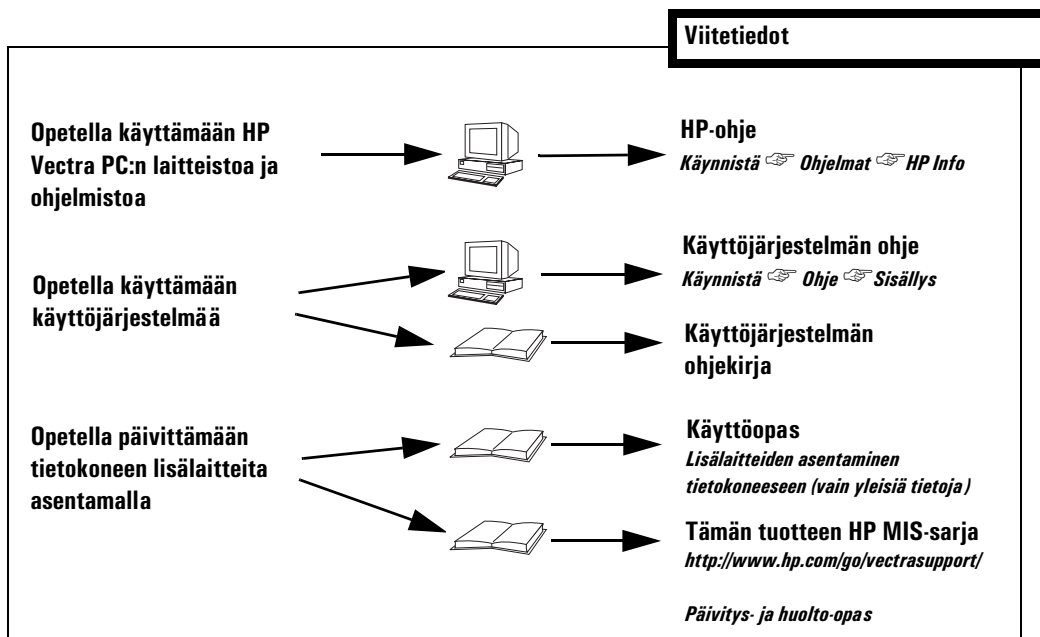 Viitetiedot
Opetella käyttämään HP
Vectra PC:n laitteistoa ja
ohjelmistoa
HP-ohje
Käynnistä ☞ Ohjelmat ☞ HP Info
Opetella käyttämään
käyttöjärjestelmää
Käyttöjärjestelmän ohje
Käynnistä ☞ Ohje ☞ Sisällys
Käyttöjärjestelmän
ohjekirja
Opetella päivittämään
tietokoneen lisälaitteita
asentamalla
Käyttöopas
Lisälaitteiden asentaminen
tietokoneeseen (vain yleisiä tietoja)
Tämän tuotteen HP MIS-sarja
http://www.hp.com/go/vectrasupport/
Päivitys- ja huolto-opas